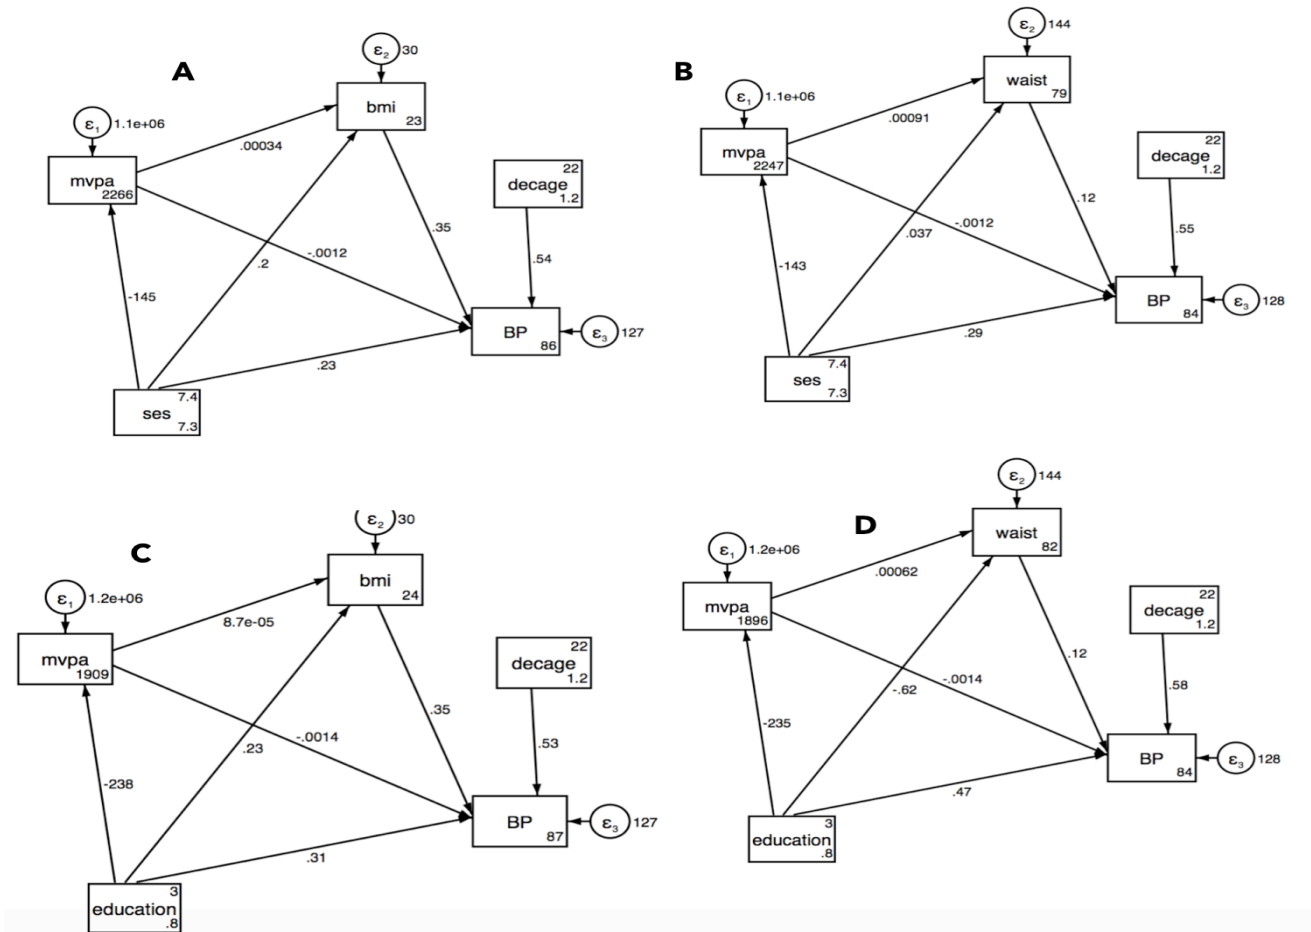 A
ε2 30
bmi
23
ε1 1.1e+06
mvpa
2266
.00034
22
decage
1.2
.35
-.0012
.54
.2
-145
BP
86
ε3 127
.23
7.4
ses
7.3
B
ε2 144
waist
79
ε1 1.1e+06
mvpa
2247
.00091
22
decage
1.2
.12
-.0012
.037
.55
-143
BP
84
ε3 128
.29
7.4
ses
7.3
C
ε2 30
bmi
24
ε1 1.2e+06
mvpa
1909
8.7e-05
22
decage
1.2
.35
-.0014
.23
.53
-238
BP
87
ε3 127
.31
3
education
.8
D
ε2 144
waist
82
ε1 1.2e+06
mvpa
1896
.00062
22
decage
1.2
.12
-.0014
-.62
.58
-235
BP
84
ε3 128
.47
3
education
.8